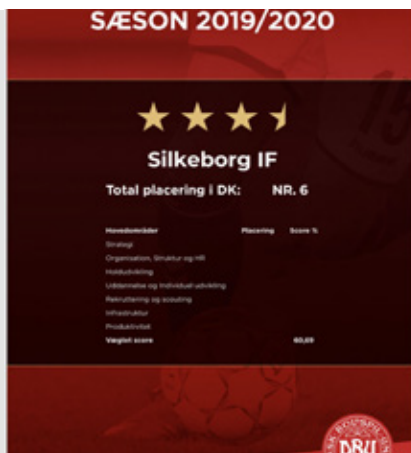 SÆSON 2019/2020
Silkeborg IF
Total placering i DK: NR. 6
Hovedområder Placering Score %
Strategi
Organisation, Struktur og HR
Holdudvikling
Uddannelse og Individuel udvikling
Rekruttering og scouting
Infrastruktur
Produktivitet
Vægtet score 60,69
DBU